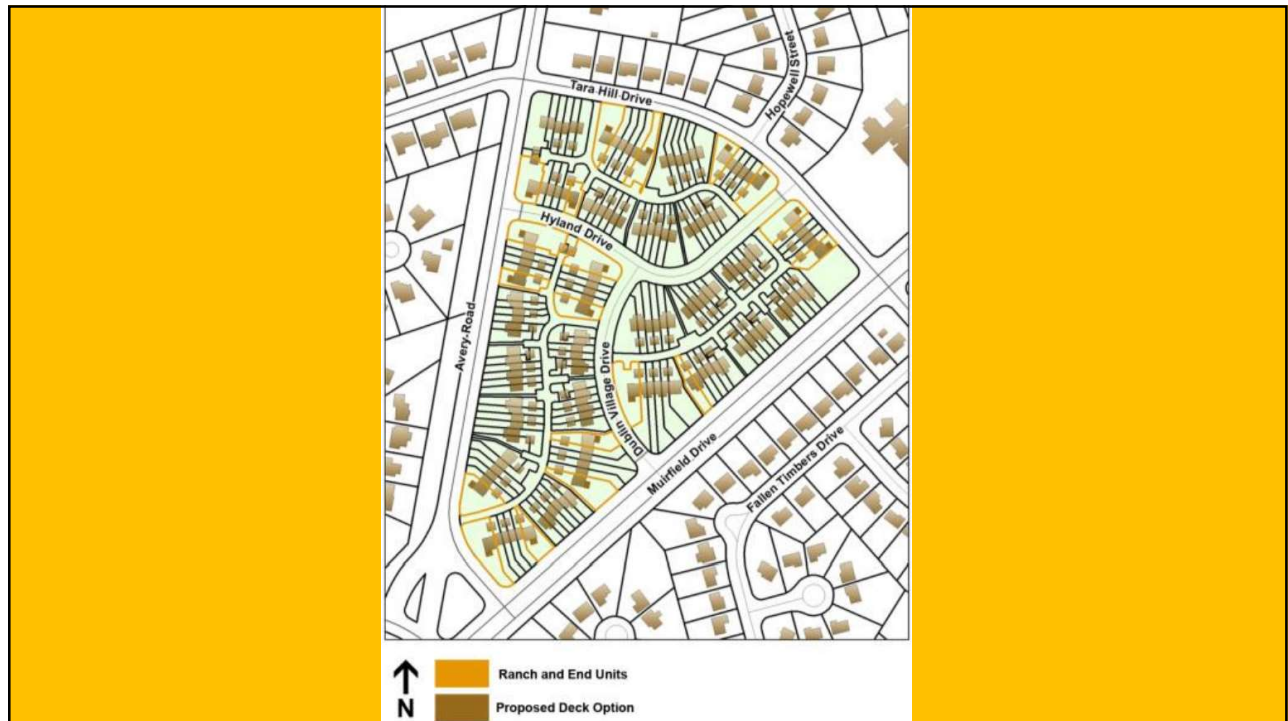 Hopewell Street
Tara Hill Drive
Hyland Drive
Avery Road
Dublin Village Drive
Muirfield Drive
Fallen Timbers Drive
N
Ranch and End Units
Proposed Deck Option